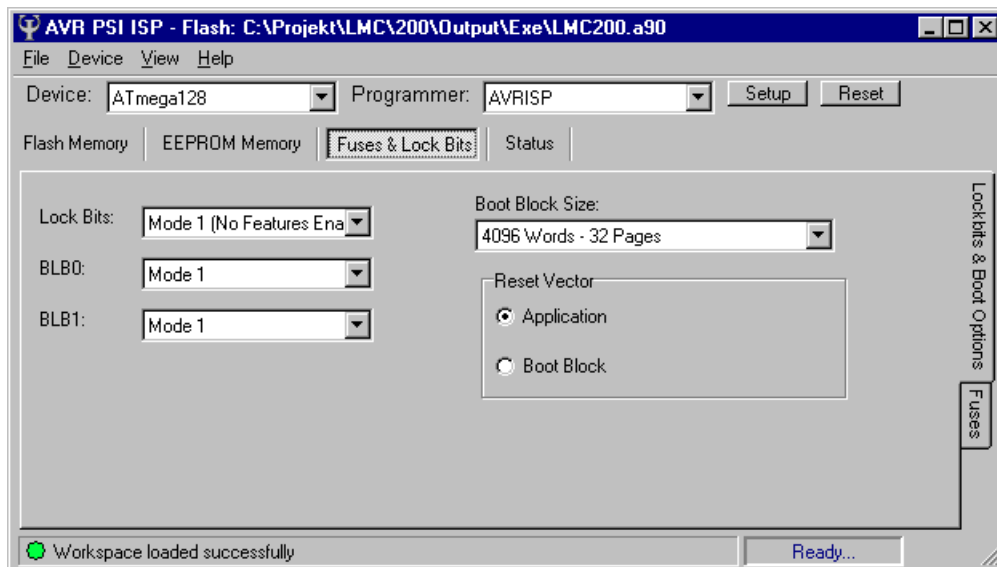 AVR PSI ISP - Flash: C:\Projekt\LMC\200\Output\Exe\LMC200.a90
File Device View Help
Device: ATmega128 Programmer: AVRISP Setup Reset
Flash Memory EEPROM Memory Fuses & Lock Bits Status
Lock Bits: Mode 1 (No Features Ena
BLB0: Mode 1
BLB1: Mode 1
Boot Block Size:
4096 Words - 32 Pages
Reset Vector
Application
Boot Block
Lockbits & Boot Options
Fuses
Workspace loaded successfully Ready...